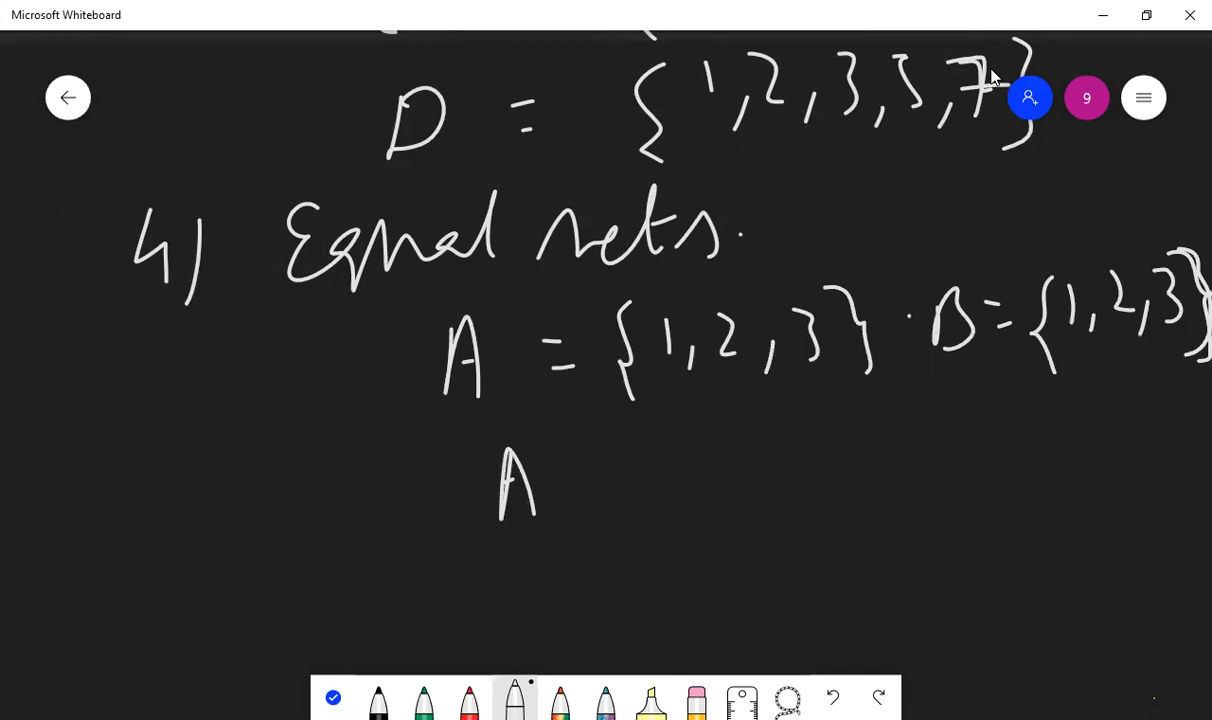 Microsoft Whiteboard
D = {1,2,3,5,7}
9
4) Equal sets.
A = {1,2,3} . B={1,2,3}
A